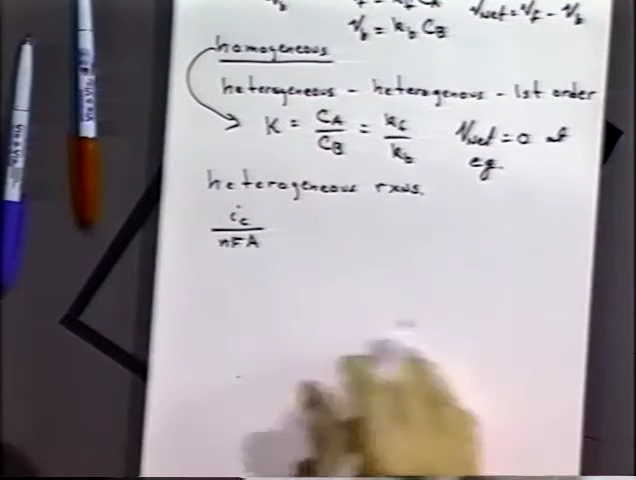 V_b = k_b C_B V_net = V_f - V_b
homogeneous
heterogeneous - heterogenous - 1st order
K = C_A / C_B = k_f / k_b V_net = 0 at
eq.
heterogeneous rxns.
i_c / nFA